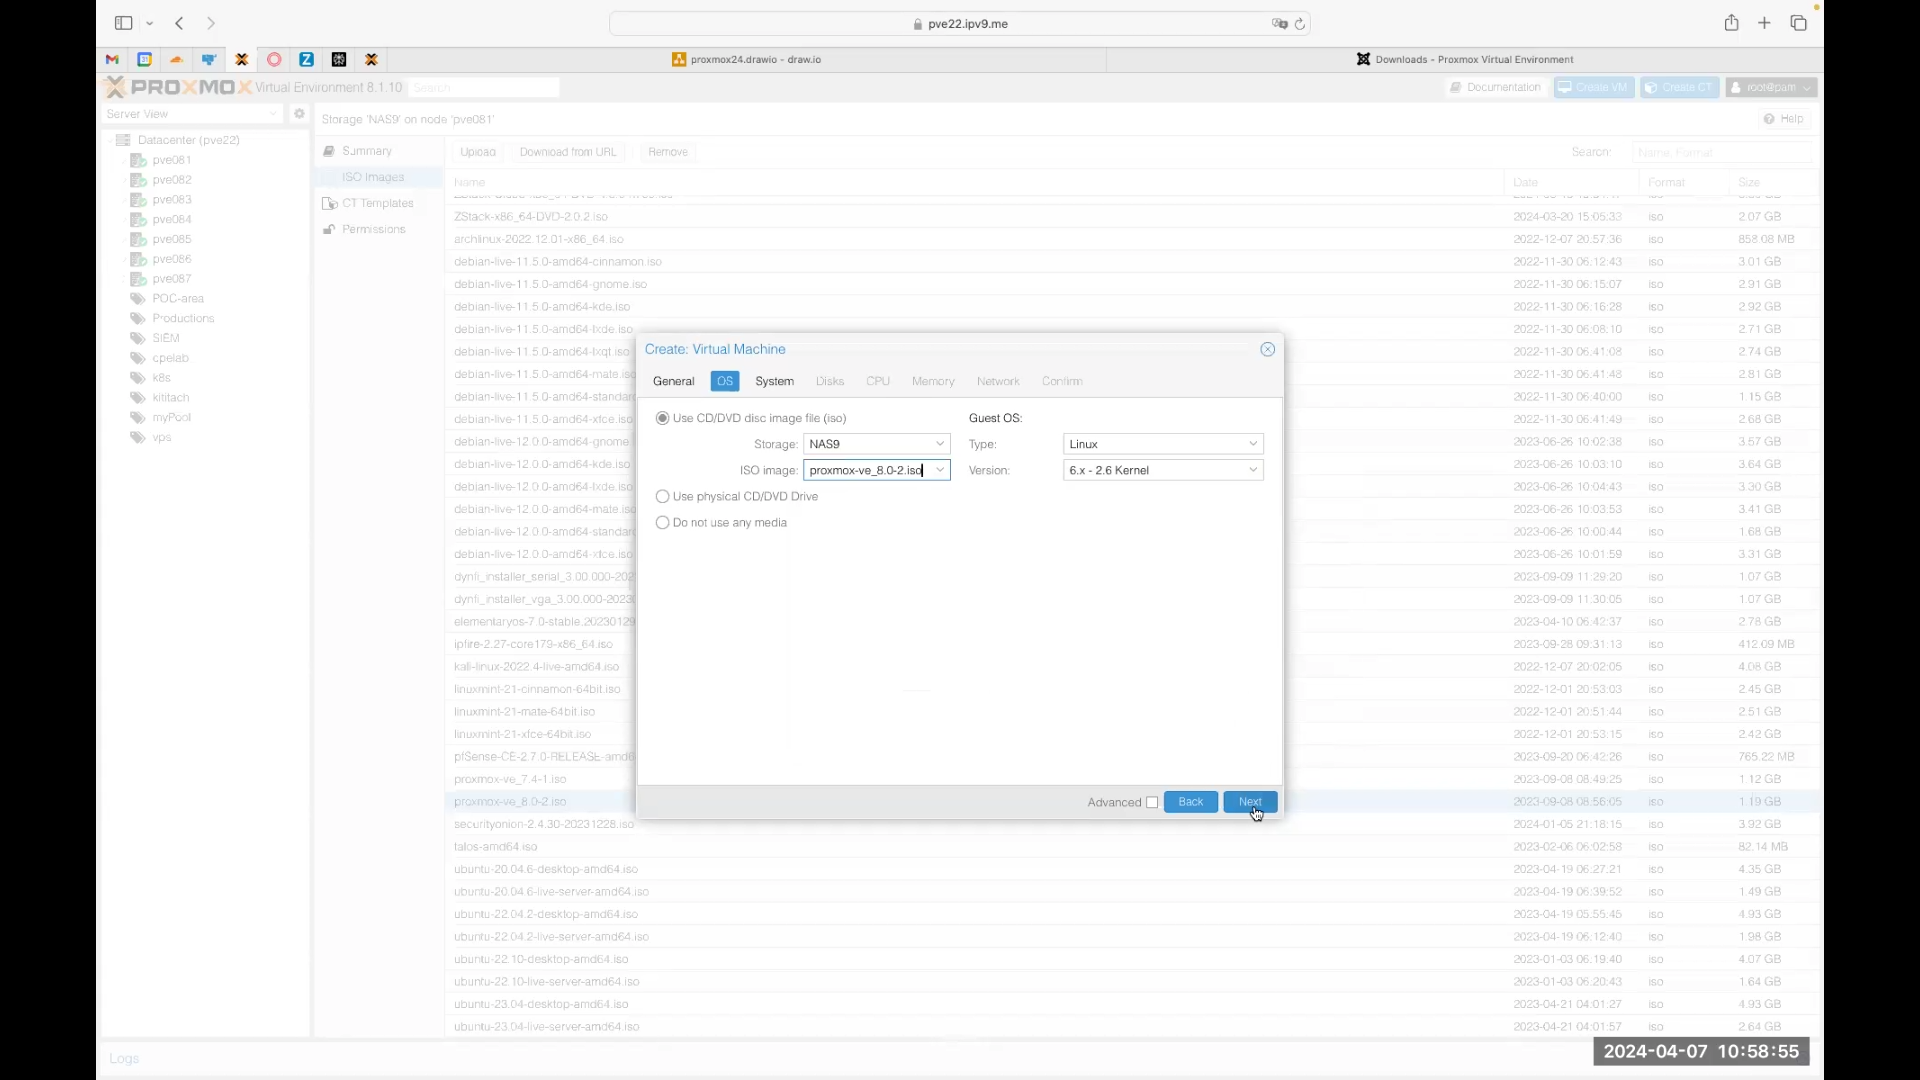 pve22.ipv9.me
proxmox24.drawio - draw.io
Downloads - Proxmox Virtual Environment
PROXMOX Virtual Environment 8.1.10 Search
Documentation Create VM Create CT root@pam
Server View
Storage 'NAS9' on node 'pve081'
Help
Datacenter (pve22)
pve081
pve082
pve083
pve084
pve085
pve086
pve087
POC-area
Productions
SIEM
cpelab
k8s
kititach
myPool
vps
Summary
ISO Images
CT Templates
Permissions
Upload Download from URL Remove
Search: Name, Format
Name Date Format Size
ZStack-x86_64-DVD-2.0.2.iso 2024-03-20 15:05:33 iso 2.07 GB
archlinux-2022.12.01-x86_64.iso 2022-12-07 20:57:36 iso 858.08 MB
debian-live-11.5.0-amd64-cinnamon.iso 2022-11-30 06:12:43 iso 3.01 GB
debian-live-11.5.0-amd64-gnome.iso 2022-11-30 06:15:07 iso 2.91 GB
debian-live-11.5.0-amd64-kde.iso 2022-11-30 06:16:28 iso 2.92 GB
debian-live-11.5.0-amd64-lxde.iso 2022-11-30 06:08:10 iso 2.71 GB
debian-live-11.5.0-amd64-lxqt.iso 2022-11-30 06:41:08 iso 2.74 GB
debian-live-11.5.0-amd64-mate.iso 2022-11-30 06:41:48 iso 2.81 GB
debian-live-11.5.0-amd64-standard 2022-11-30 06:40:00 iso 1.15 GB
debian-live-11.5.0-amd64-xfce.iso 2022-11-30 06:41:49 iso 2.68 GB
debian-live-12.0.0-amd64-gnome 2023-06-26 10:02:38 iso 3.57 GB
debian-live-12.0.0-amd64-kde.iso 2023-06-26 10:03:10 iso 3.64 GB
debian-live-12.0.0-amd64-lxde.iso 2023-06-26 10:04:43 iso 3.30 GB
debian-live-12.0.0-amd64-mate.iso 2023-06-26 10:03:53 iso 3.41 GB
debian-live-12.0.0-amd64-standard 2023-06-26 10:00:44 iso 1.68 GB
debian-live-12.0.0-amd64-xfce.iso 2023-06-26 10:01:59 iso 3.31 GB
dynfi_installer_serial_3.00.000-202 2023-09-09 11:29:20 iso 1.07 GB
dynfi_installer_vga_3.00.000-2023 2023-09-09 11:30:05 iso 1.07 GB
elementaryos-7.0-stable.20230129 2023-04-10 06:42:37 iso 2.78 GB
ipfire-2.27-core179-x86_64.iso 2023-09-28 09:31:13 iso 412.09 MB
kali-linux-2022.4-live-amd64.iso 2022-12-07 20:02:05 iso 4.08 GB
linuxmint-21-cinnamon-64bit.iso 2022-12-01 20:53:03 iso 2.45 GB
linuxmint-21-mate-64bit.iso 2022-12-01 20:51:44 iso 2.51 GB
linuxmint-21-xfce-64bit.iso 2022-12-01 20:53:15 iso 2.42 GB
pfSense-CE-2.7.0-RELEASE-amd6 2023-09-20 06:42:26 iso 765.22 MB
proxmox-ve_7.4-1.iso 2023-09-08 08:49:25 iso 1.12 GB
proxmox-ve_8.0-2.iso 2023-09-08 08:56:05 iso 1.19 GB
securityonion-2.4.30-20231228.iso 2024-01-05 21:18:15 iso 3.92 GB
talos-amd64.iso 2023-02-06 06:02:58 iso 82.14 MB
ubuntu-20.04.6-desktop-amd64.iso 2023-04-19 06:27:21 iso 4.35 GB
ubuntu-20.04.6-live-server-amd64.iso 2023-04-19 06:39:52 iso 1.49 GB
ubuntu-22.04.2-desktop-amd64.iso 2023-04-19 05:55:45 iso 4.93 GB
ubuntu-22.04.2-live-server-amd64.iso 2023-04-19 06:12:40 iso 1.98 GB
ubuntu-22.10-desktop-amd64.iso 2023-01-03 06:19:40 iso 4.07 GB
ubuntu-22.10-live-server-amd64.iso 2023-01-03 06:20:43 iso 1.64 GB
ubuntu-23.04-desktop-amd64.iso 2023-04-21 04:01:27 iso 4.93 GB
ubuntu-23.04-live-server-amd64.iso 2023-04-21 04:01:57 iso 2.64 GB
Create: Virtual Machine
General OS System Disks CPU Memory Network Confirm
Use CD/DVD disc image file (iso) Guest OS:
Storage: NAS9 Type: Linux
ISO image: proxmox-ve_8.0-2.iso Version: 6.x - 2.6 Kernel
Use physical CD/DVD Drive
Do not use any media
Advanced Back Next
Logs
2024-04-07 10:58:55